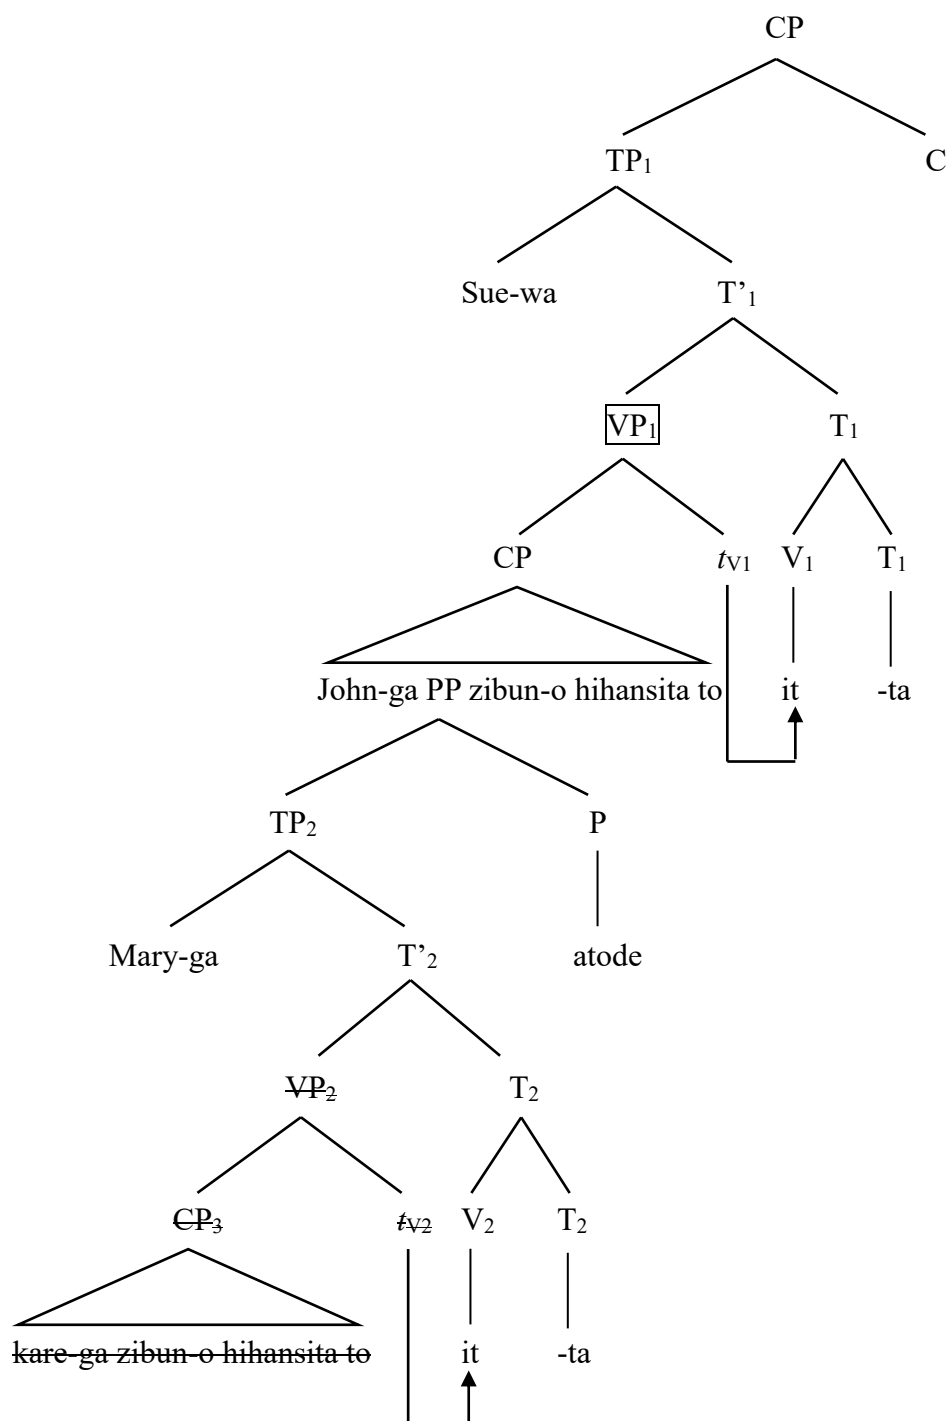 CP
TP₁ C
Sue-wa T’₁
VP₁ T₁
CP tV₁ V₁ T₁
John-ga PP zibun-o hihansita to it -ta
TP₂ P
Mary-ga T’₂ atode
VP₂ T₂
CP₃ tV₂ V₂ T₂
kare-ga zibun-o hihansita to it -ta